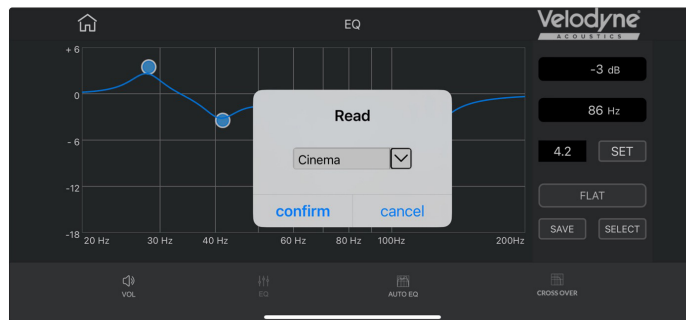 EQ
Velodyne®
ACOUSTICS
+ 6
0
- 6
-12
-18
20 Hz 30 Hz 40 Hz 60 Hz 80 Hz 100Hz 200Hz
Read
Cinema
confirm cancel
-3 dB
86 Hz
4.2 SET
FLAT
SAVE SELECT
VOL EQ AUTO EQ CROSS OVER